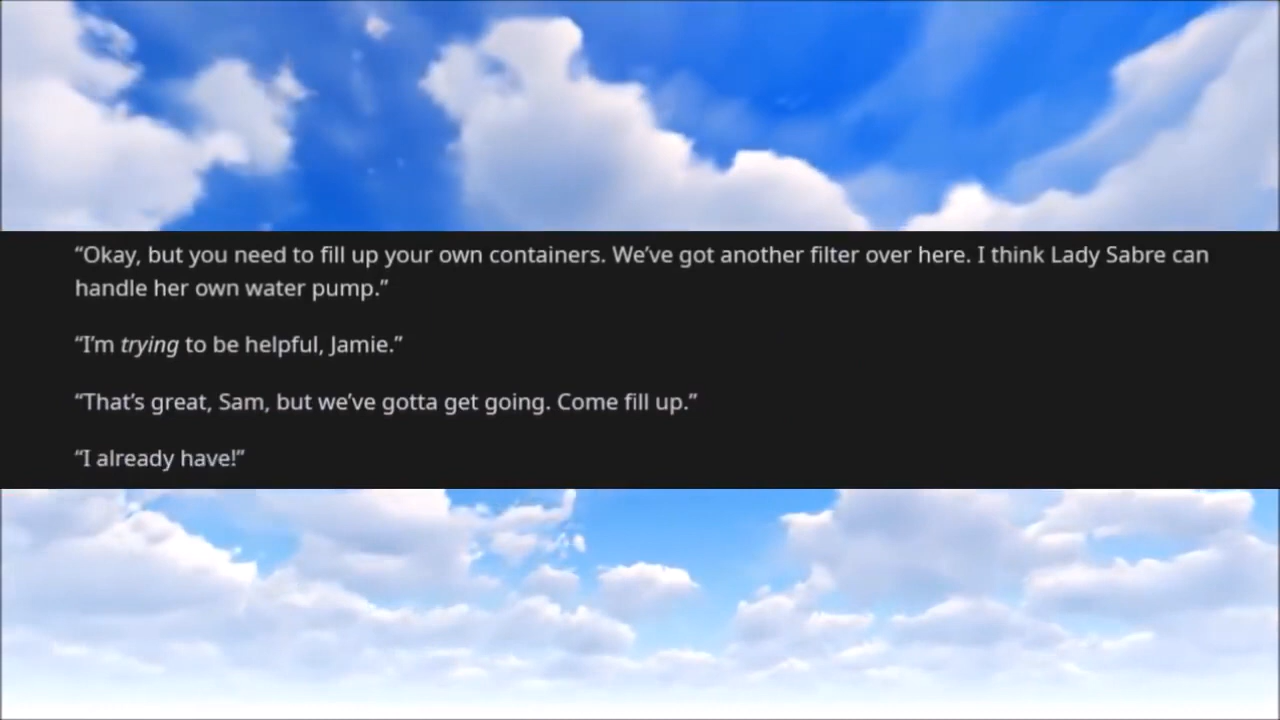 “Okay, but you need to fill up your own containers. We’ve got another filter over here. I think Lady Sabre can
handle her own water pump.”
“I’m trying to be helpful, Jamie.”
“That’s great, Sam, but we’ve gotta get going. Come fill up.”
“I already have!”